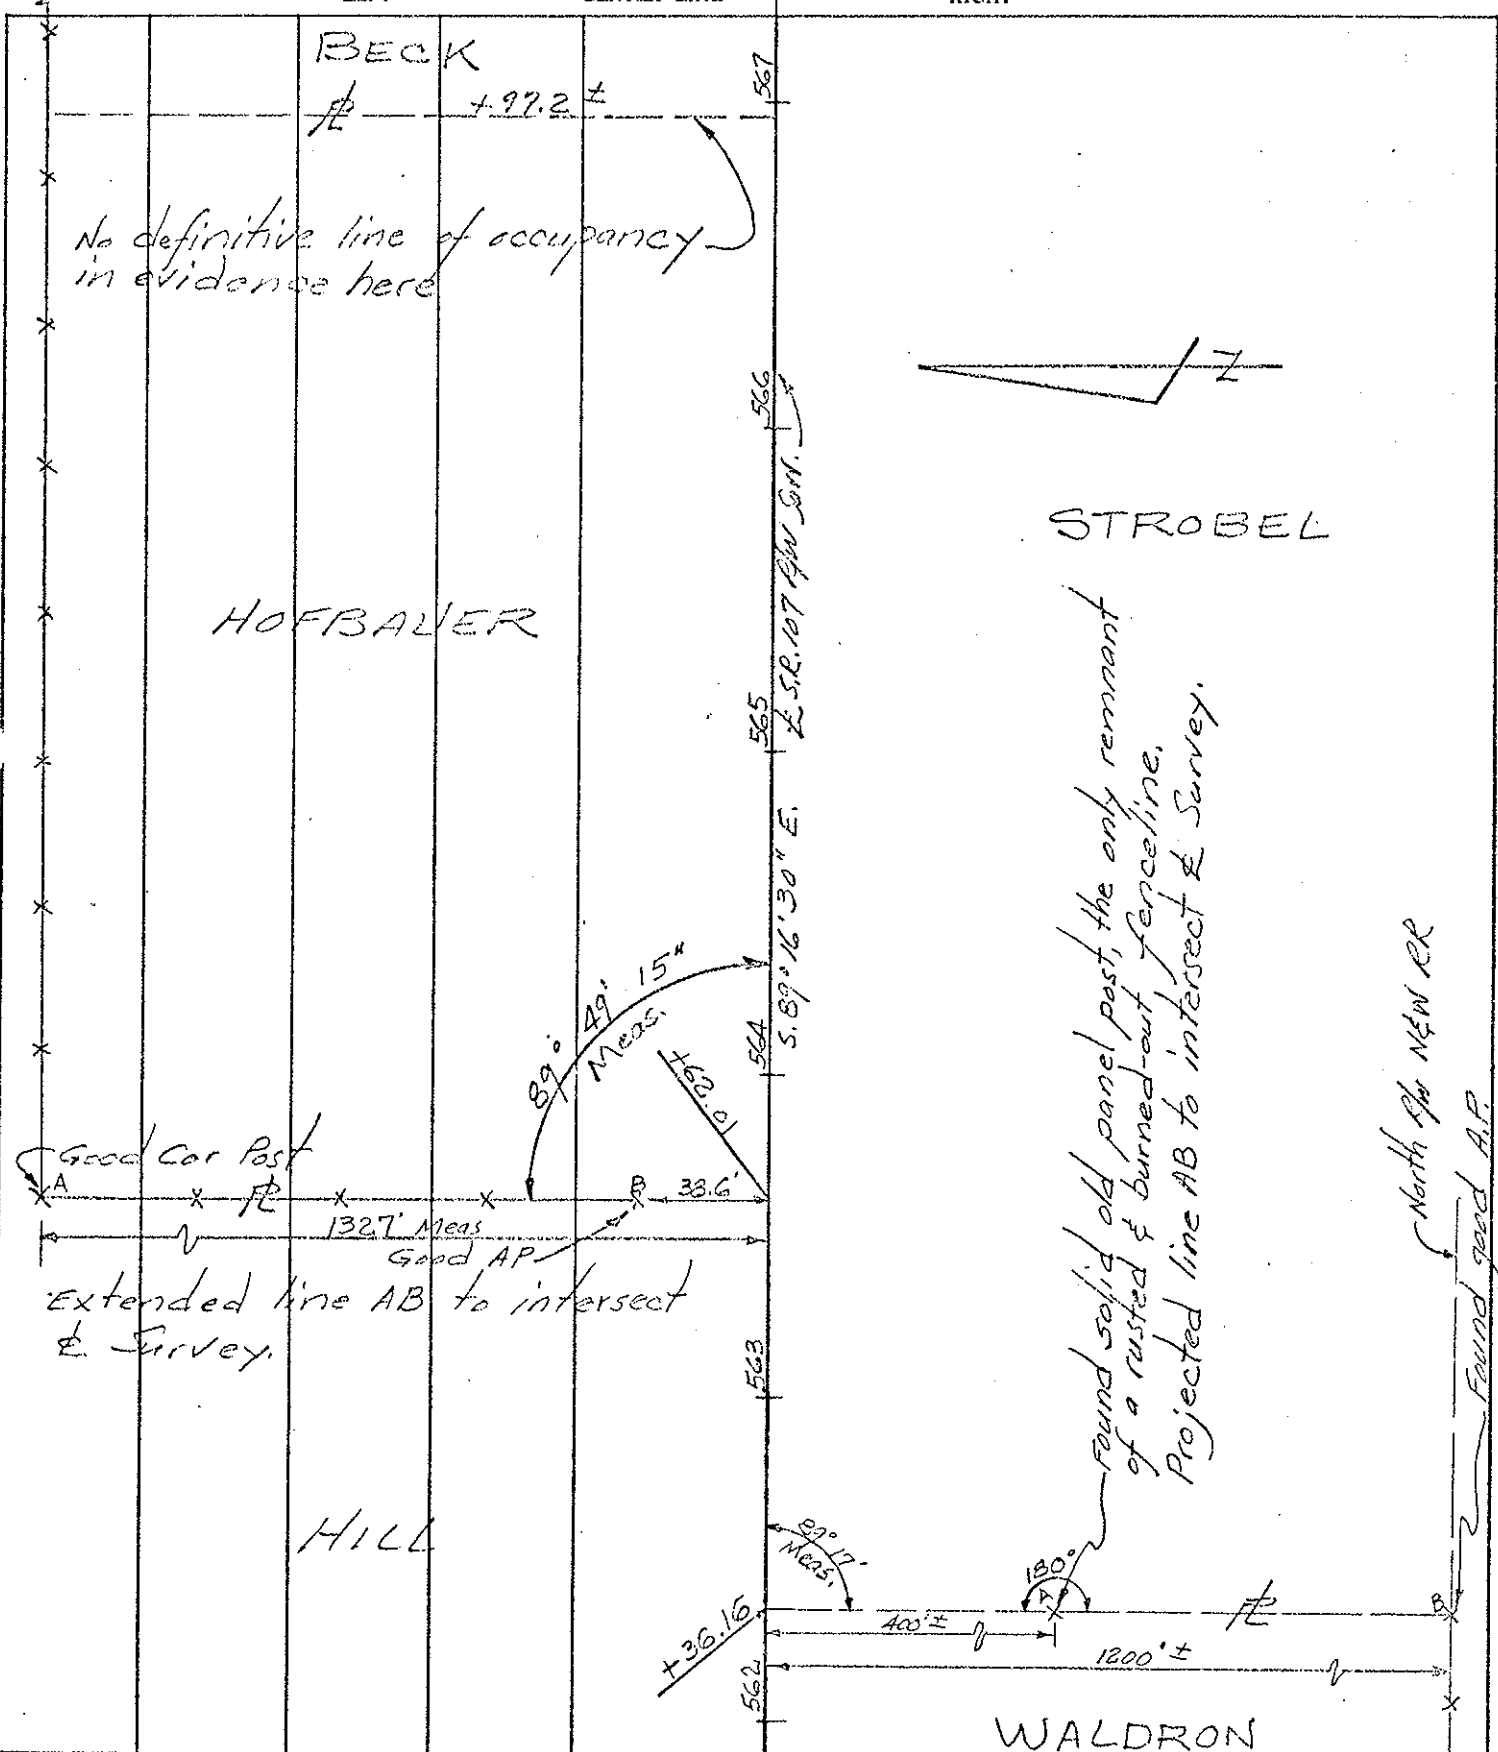 BECK
567
℄ +97.2 ±
No definitive line of occupancy
in evidence here
Z
566
STROBEL
HOFBAUER
℄ S.R. 107 R/W Sur.
565
S. 89° 16' 30" E.
89° 49' 15"
Meas.
564
+62.01
Found solid old panel post, the only remnant
of a rusted & burned-out fenceline.
Projected line AB to intersect ℄ Survey.
North R/W N&W RR
Found good A.P.
Good Cor Post
A
B
38.6'
1327' Meas
Good AP
Extended line AB to intersect
℄ Survey.
563
HILL
89° 17'
Meas.
180°
A
B
+36.16
400' ±
1200' ±
562
WALDRON